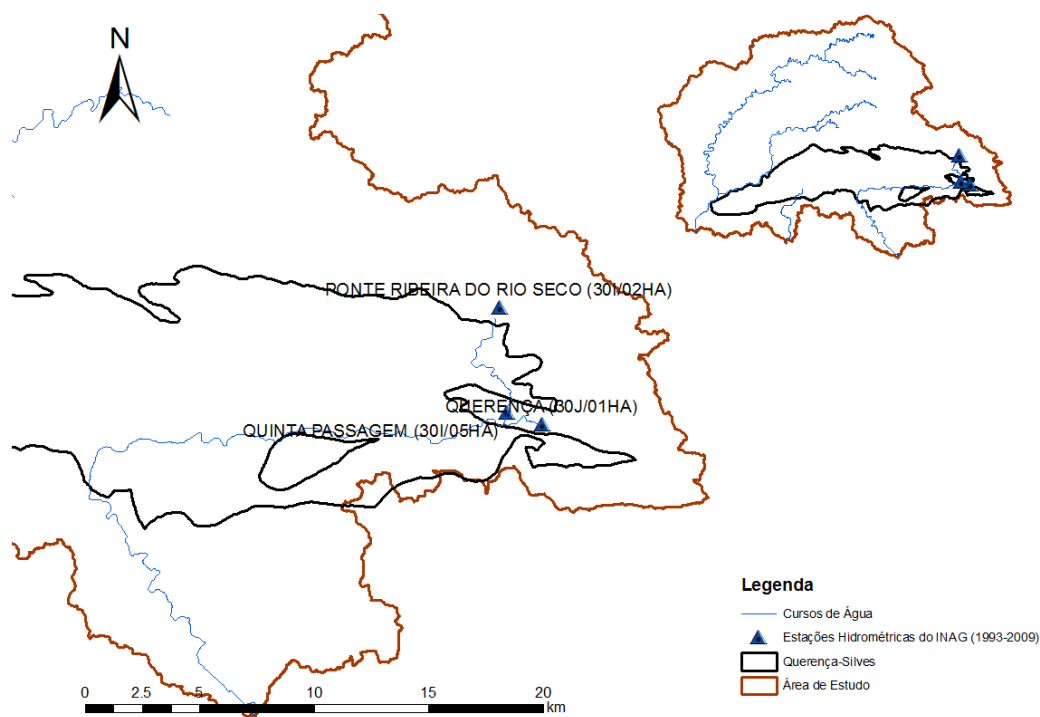 N
PONTE RIBEIRA DO RIO SECO (30I/02HA)
QUERENÇA (30J/01HA)
QUINTA PASSAGEM (30I/05HA)
Legenda
Cursos de Água
Estações Hidrométricas do INAG (1993-2009)
Querença-Silves
Área de Estudo
0 2.5 5 10 15 20
km